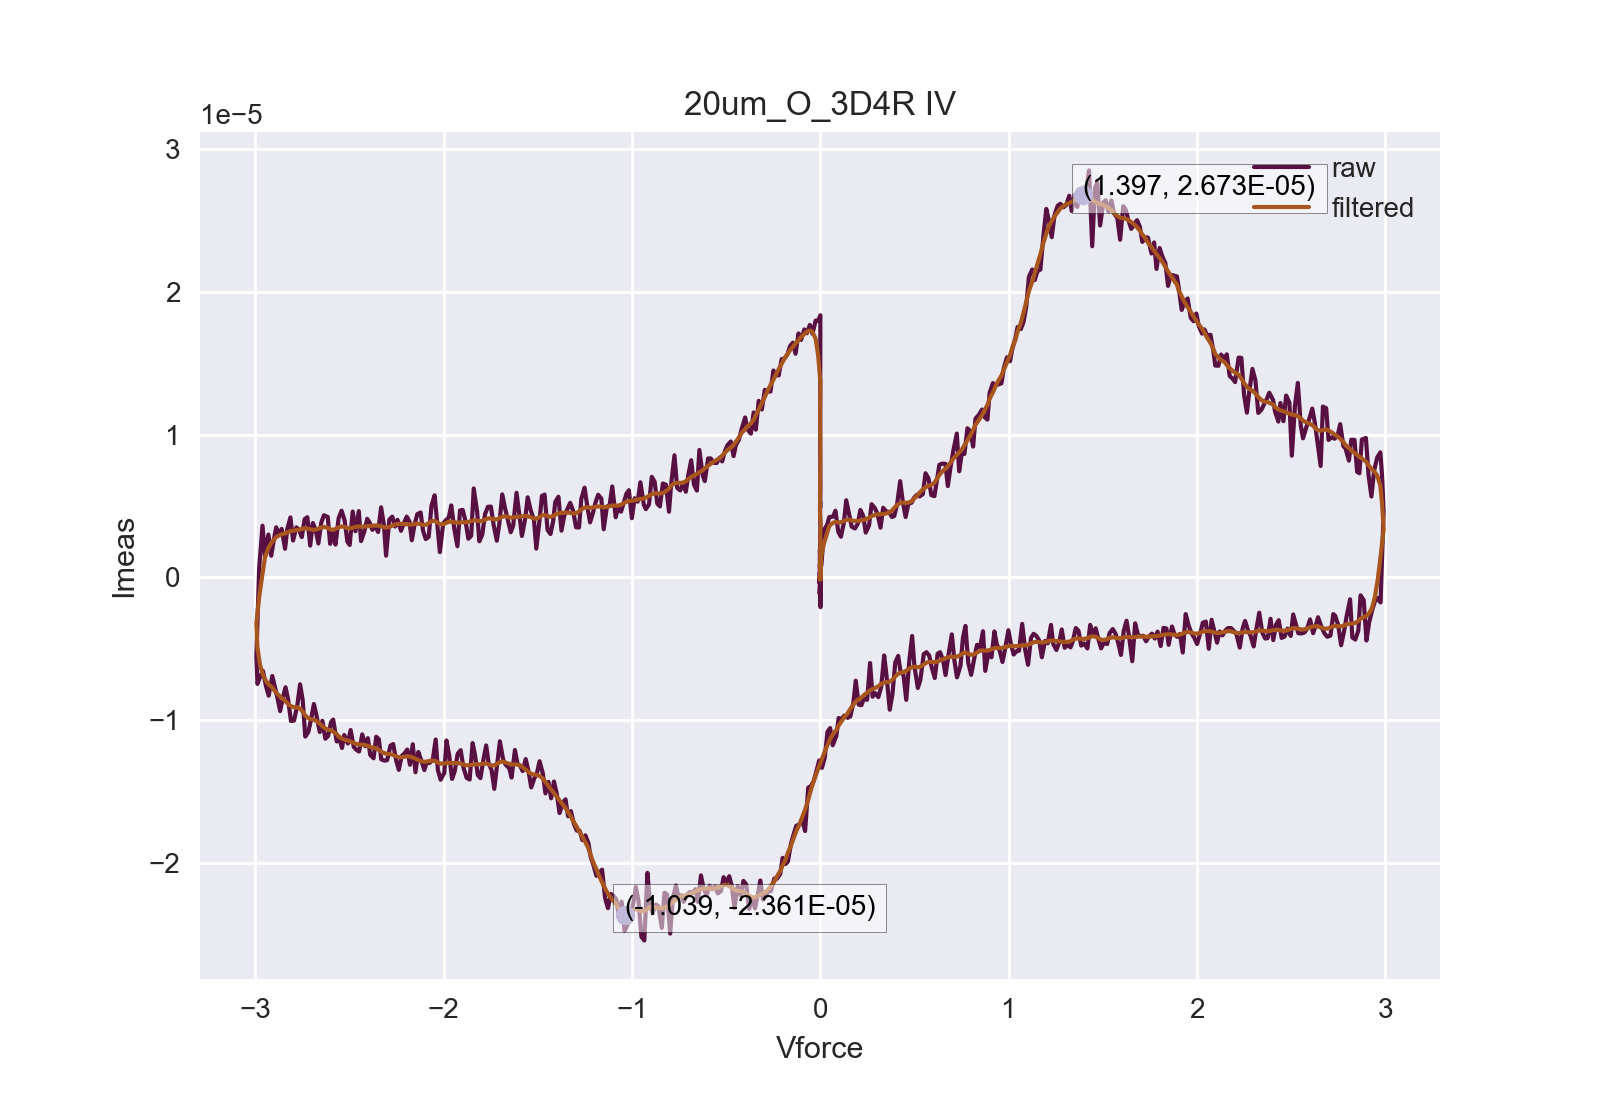 20um_O_3D4R IV
1e−5
3
2
1
0
−1
−2
Imeas
raw
filtered
(1.397, 2.673E-05)
(-1.039, -2.361E-05)
−3
−2
−1
0
1
2
3
Vforce